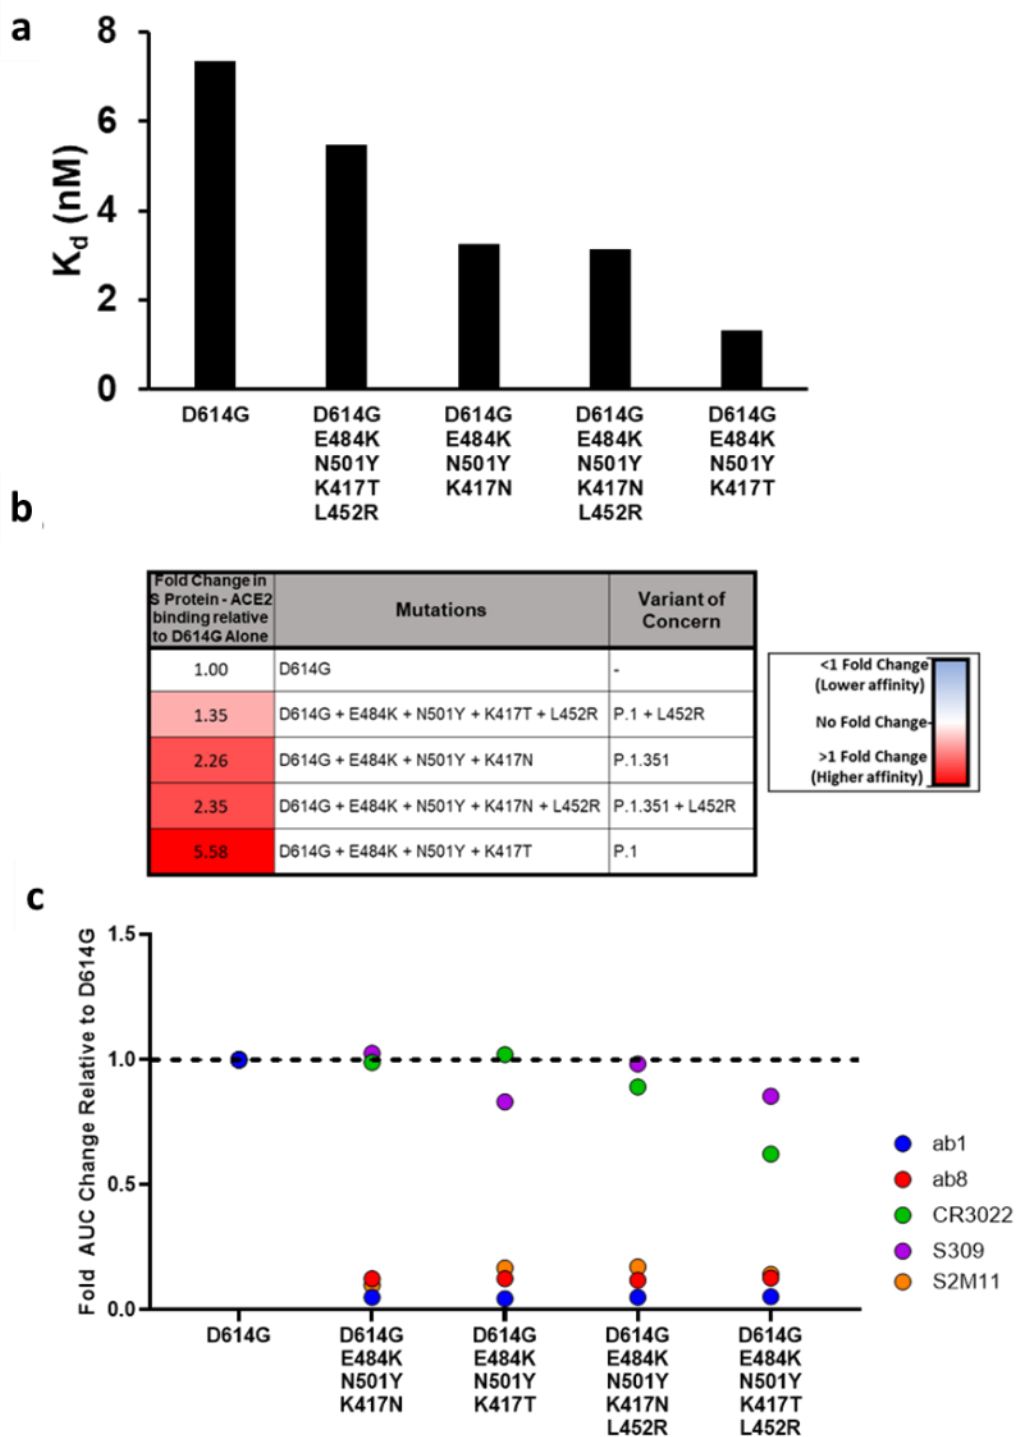 a
8
6
4
2
0
Kd (nM)
D614G
D614G
E484K
N501Y
K417T
L452R
D614G
E484K
N501Y
K417N
D614G
E484K
N501Y
K417N
L452R
D614G
E484K
N501Y
K417T
b
Fold Change in
S Protein - ACE2
binding relative
to D614G Alone
Mutations
Variant of
Concern
1.00 D614G -
1.35 D614G + E484K + N501Y + K417T + L452R P.1 + L452R
2.26 D614G + E484K + N501Y + K417N P.1.351
2.35 D614G + E484K + N501Y + K417N + L452R P.1.351 + L452R
5.58 D614G + E484K + N501Y + K417T P.1
<1 Fold Change
(Lower affinity)
No Fold Change
>1 Fold Change
(Higher affinity)
c
Fold AUC Change Relative to D614G
1.5
1.0
0.5
0.0
D614G
D614G
E484K
N501Y
K417N
D614G
E484K
N501Y
K417T
D614G
E484K
N501Y
K417N
L452R
D614G
E484K
N501Y
K417T
L452R
ab1
ab8
CR3022
S309
S2M11